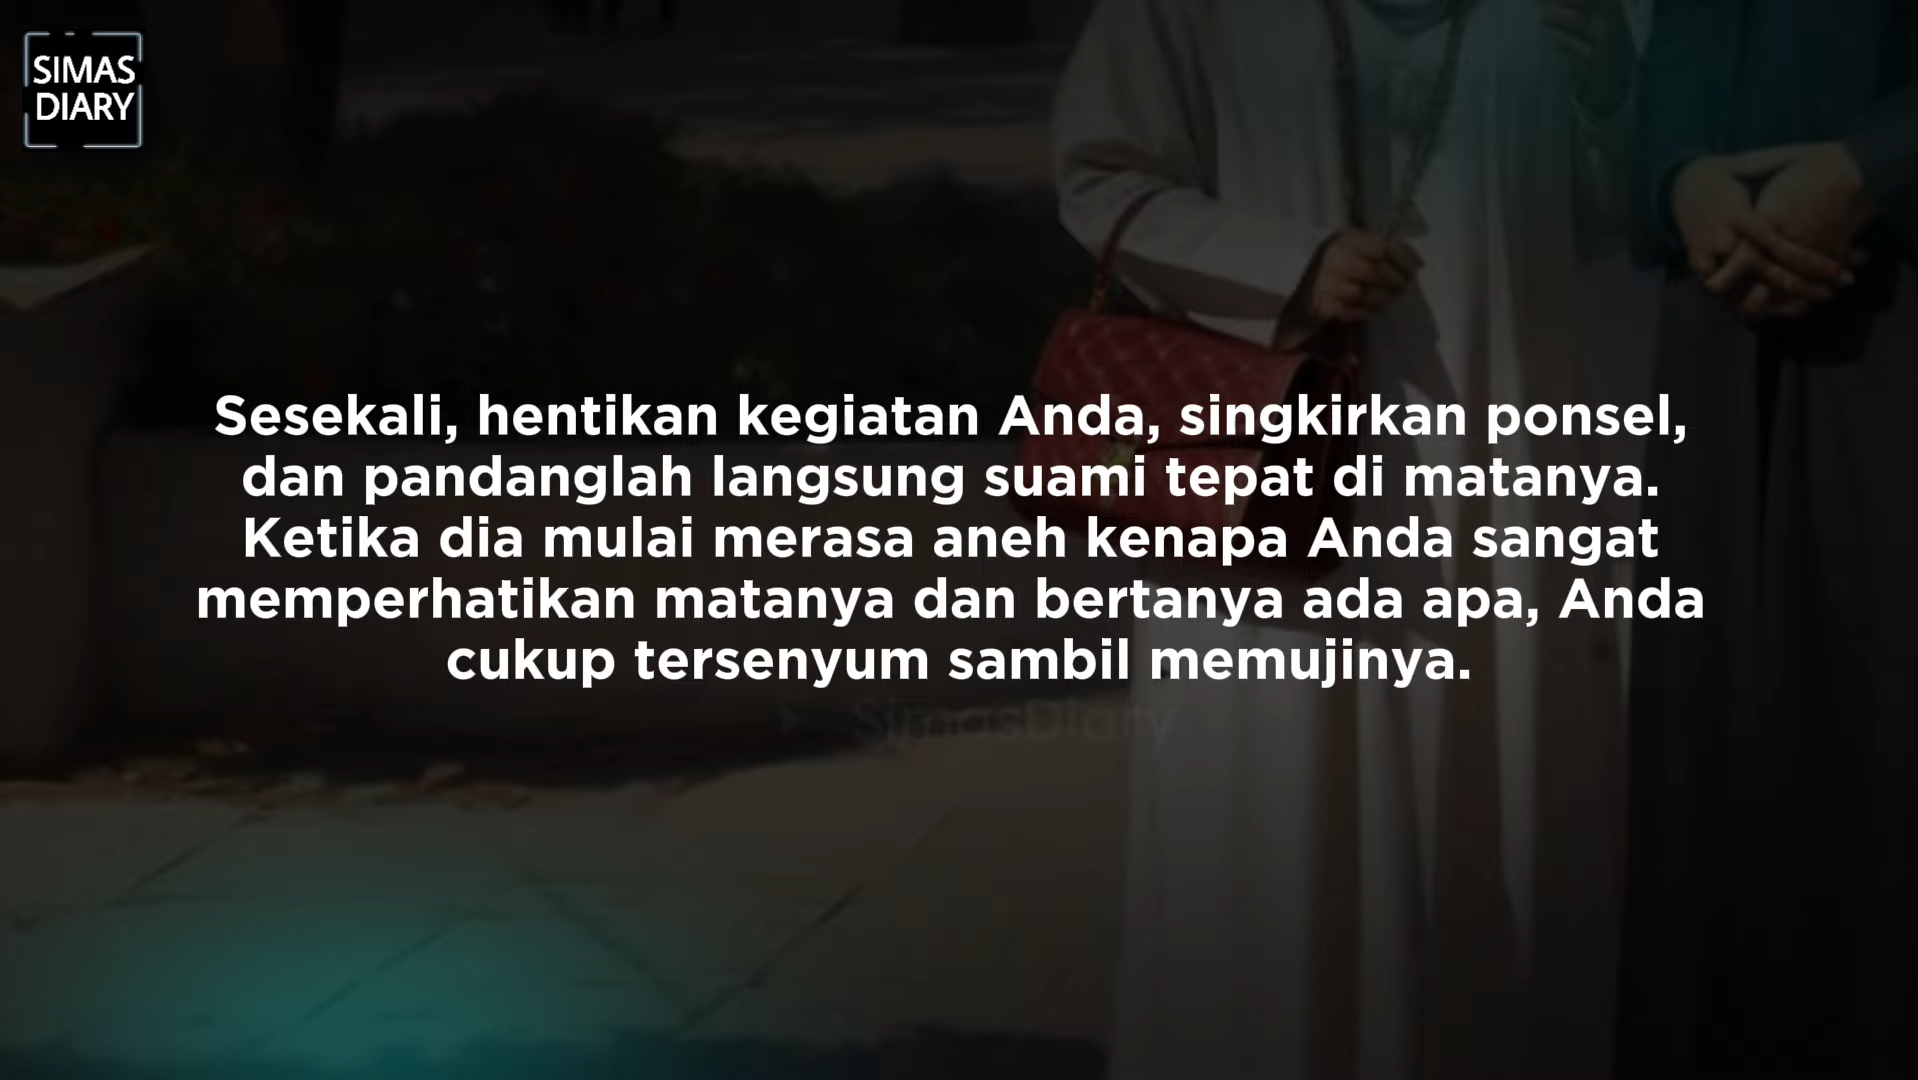 SIMAS
DIARY
Sesekali, hentikan kegiatan Anda, singkirkan ponsel,
dan pandanglah langsung suami tepat di matanya.
Ketika dia mulai merasa aneh kenapa Anda sangat
memperhatikan matanya dan bertanya ada apa, Anda
cukup tersenyum sambil memujinya.
SimasDiary